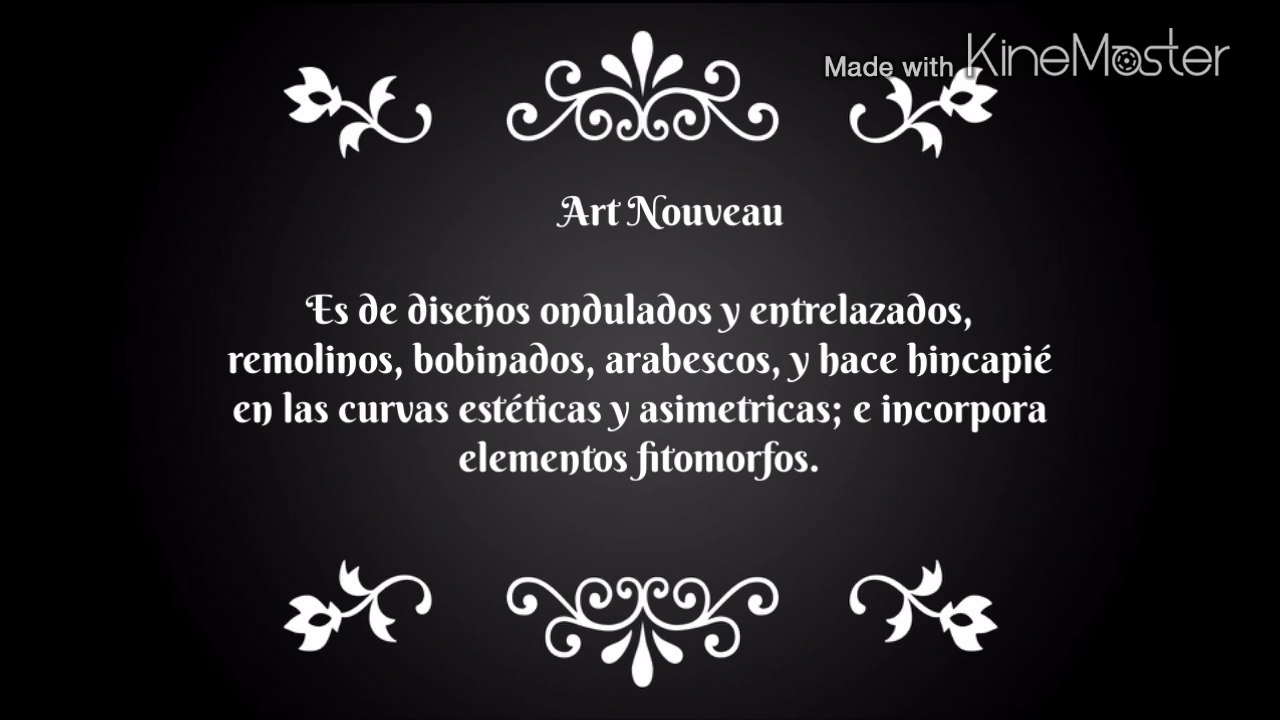 Made with KineMaster
Art Nouveau
Es de diseños ondulados y entrelazados,
remolinos, bobinados, arabescos, y hace hincapié
en las curvas estéticas y asimetricas; e incorpora
elementos fitomorfos.